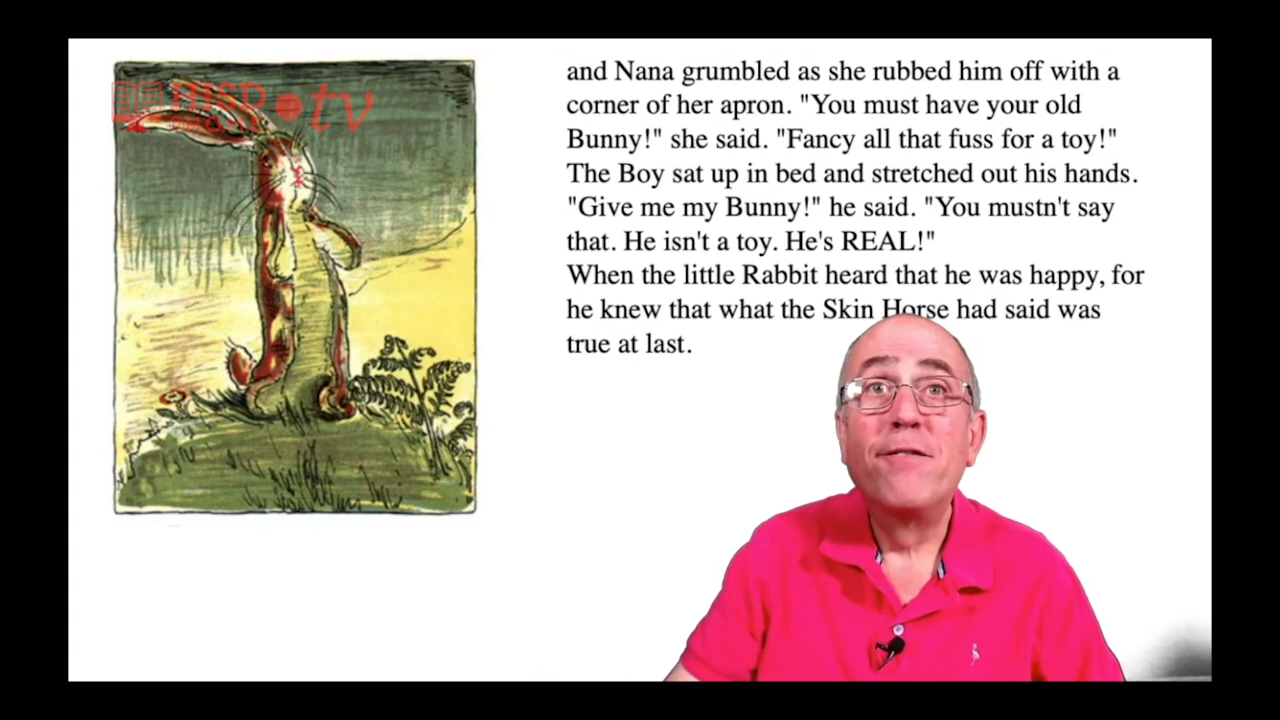 HISD
tv
and Nana grumbled as she rubbed him off with a
corner of her apron. "You must have your old
Bunny!" she said. "Fancy all that fuss for a toy!"
The Boy sat up in bed and stretched out his hands.
"Give me my Bunny!" he said. "You mustn't say
that. He isn't a toy. He's REAL!"
When the little Rabbit heard that he was happy, for
he knew that what the Skin Horse had said was
true at last.